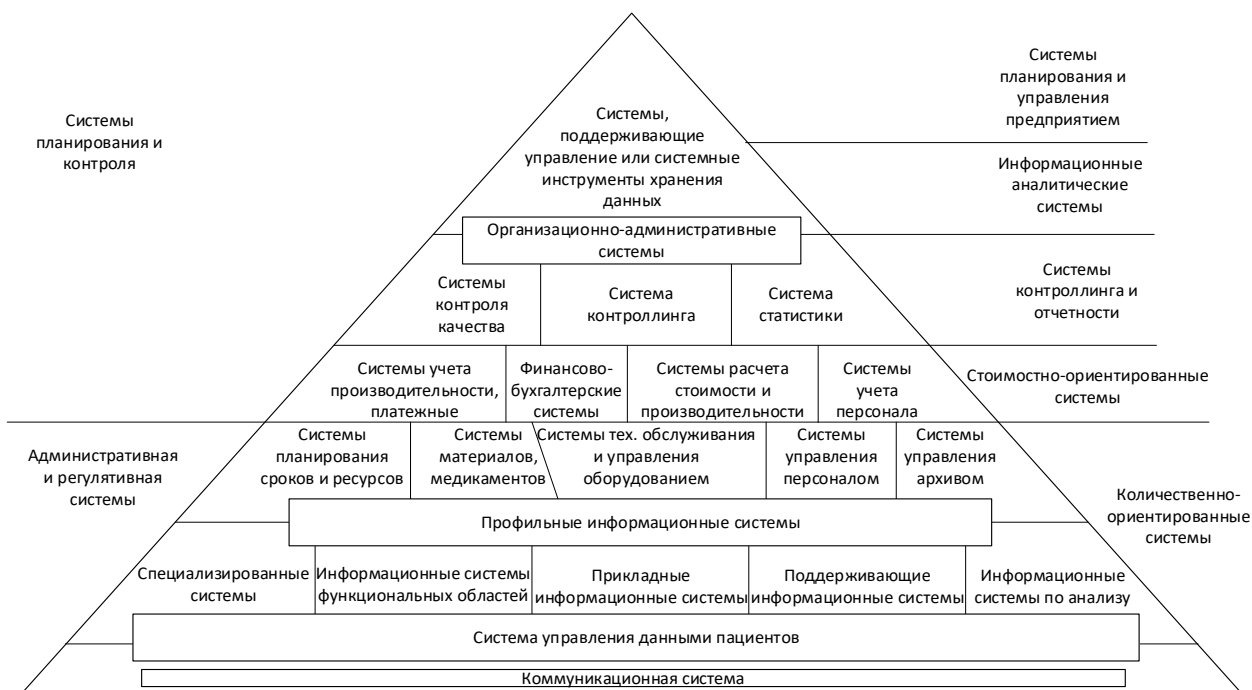 Системы
планирования и
контроля
Системы
планирования и
управления
предприятием
Информационные
аналитические
системы
Системы
контроллинга и
отчетности
Стоимостно-ориентированные
системы
Системы,
поддерживающие
управление или системные
инструменты хранения
данных
Организационно-административные
системы
Системы
контроля
качества
Система
контроллинга
Система
статистики
Системы учета
производительности,
платежные
Финансово-
бухгалтерские
системы
Системы расчета
стоимости и
производительности
Системы
учета
персонала
Административная
и регулятивная
системы
Системы
планирования
сроков и ресурсов
Системы
материалов,
медикаментов
Системы тех. обслуживания
и управления
оборудованием
Системы
управления
персоналом
Системы
управления
архивом
Количественно-
ориентированные
системы
Профильные информационные системы
Специализированные
системы
Информационные системы
функциональных областей
Прикладные
информационные системы
Поддерживающие
информационные системы
Информационные
системы по анализу
Система управления данными пациентов
Коммуникационная система